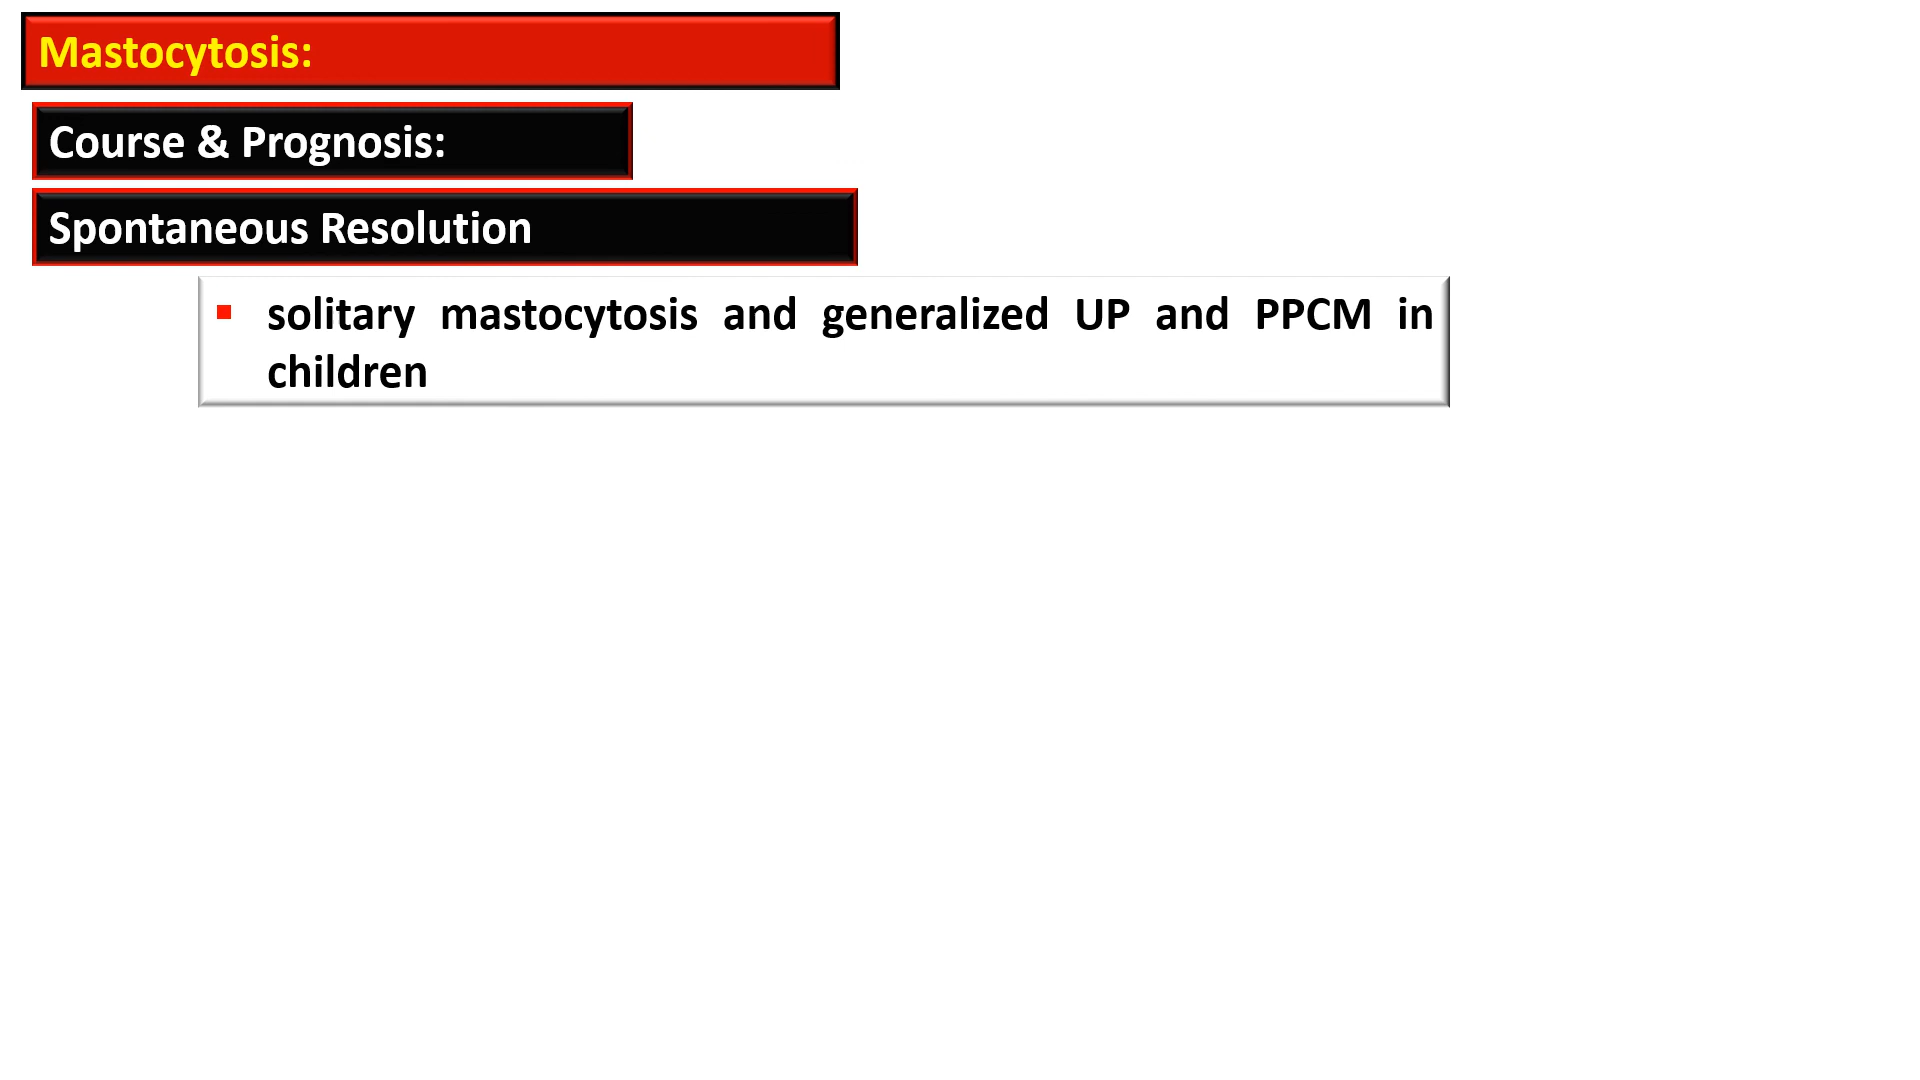 Mastocytosis:
Course & Prognosis:
Spontaneous Resolution
▪ solitary mastocytosis and generalized UP and PPCM in
children